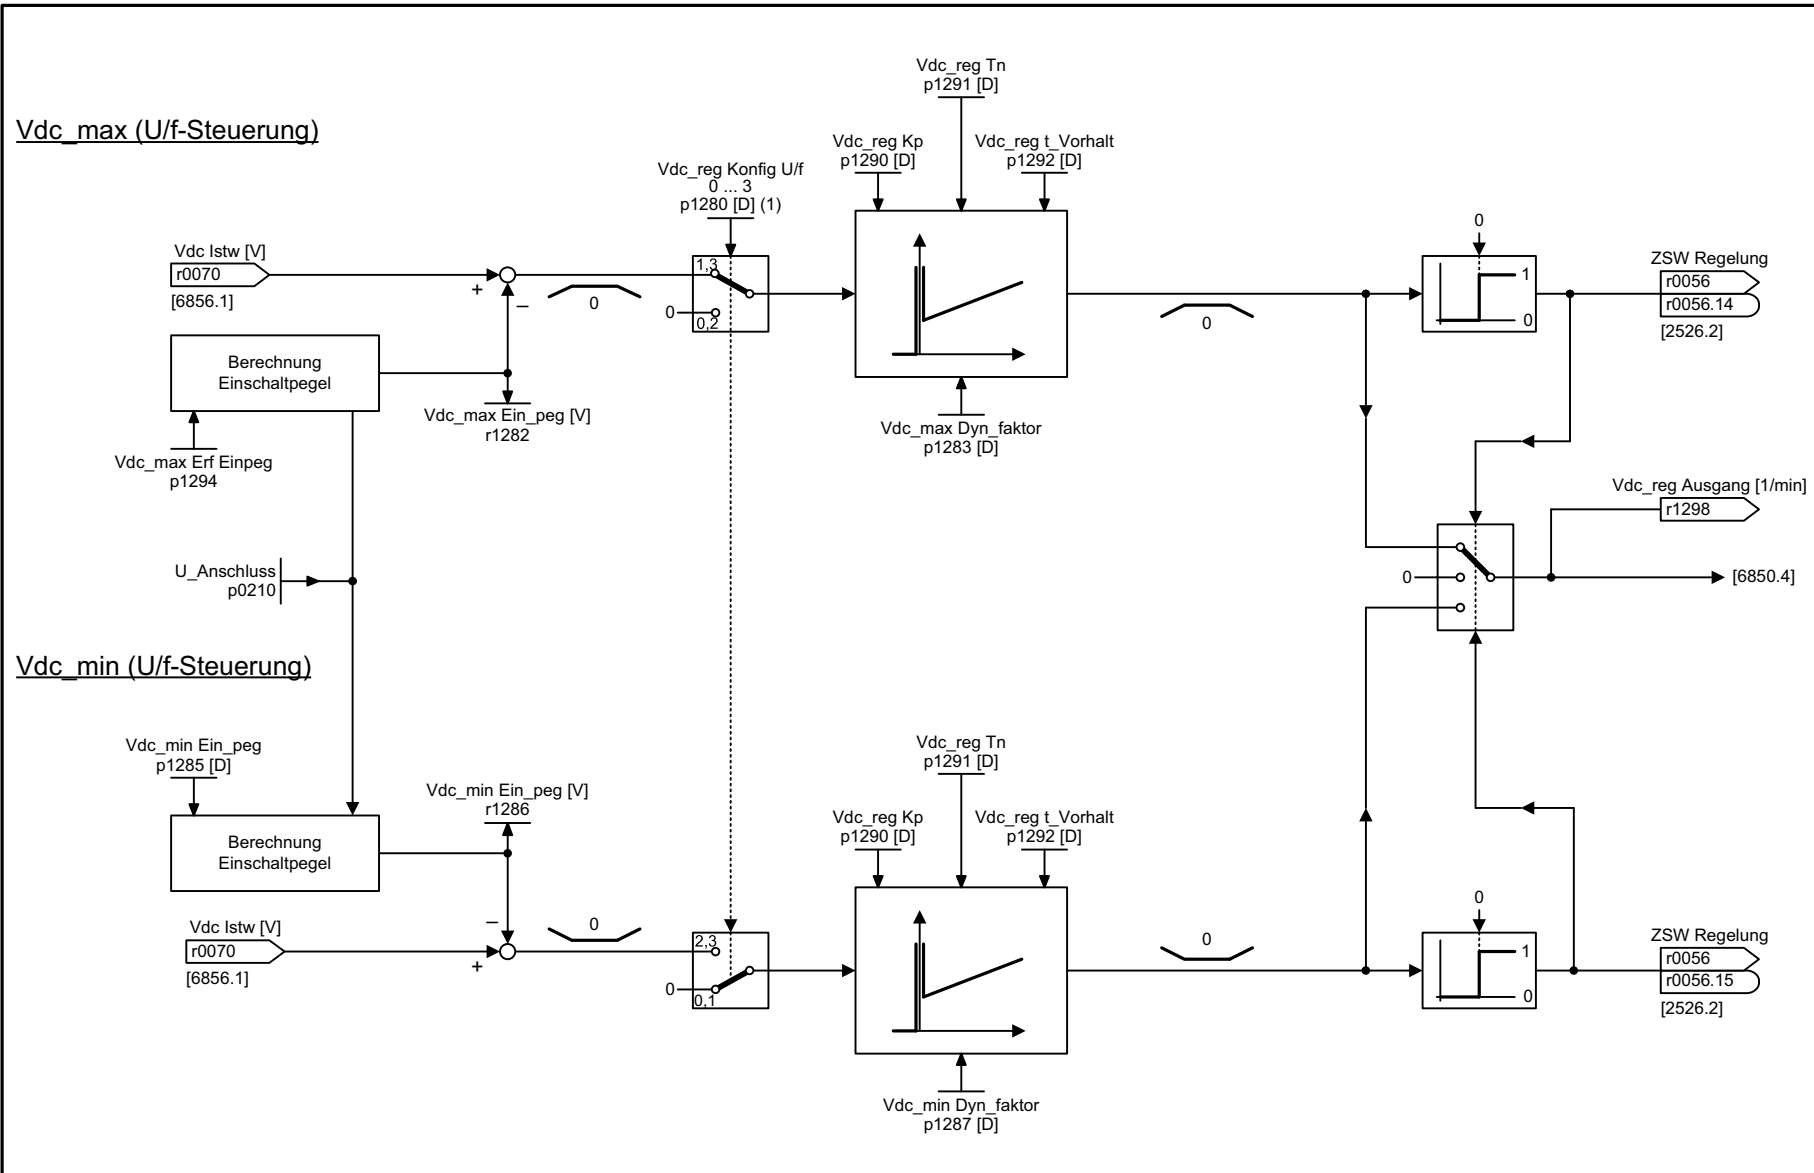 Vdc_max (U/f-Steuerung)
Vdc_reg Tn
p1291 [D]
Vdc_reg Kp
p1290 [D]
Vdc_reg t_Vorhalt
p1292 [D]
Vdc_reg Konfig U/f
0 ... 3
p1280 [D] (1)
Vdc Istw [V]
r0070
[6856.1]
+
–
0
1,3
0
0,2
0
0
1
0
ZSW Regelung
r0056
r0056.14
[2526.2]
Berechnung
Einschaltpegel
Vdc_max Ein_peg [V]
r1282
Vdc_max Erf Einpeg
p1294
Vdc_max Dyn_faktor
p1283 [D]
Vdc_reg Ausgang [1/min]
r1298
U_Anschluss
p0210
0
[6850.4]
Vdc_min (U/f-Steuerung)
Vdc_min Ein_peg
p1285 [D]
Vdc_min Ein_peg [V]
r1286
Vdc_reg Tn
p1291 [D]
Vdc_reg Kp
p1290 [D]
Vdc_reg t_Vorhalt
p1292 [D]
Berechnung
Einschaltpegel
Vdc Istw [V]
r0070
[6856.1]
–
+
0
2,3
0
0,1
0
0
1
0
ZSW Regelung
r0056
r0056.15
[2526.2]
Vdc_min Dyn_faktor
p1287 [D]